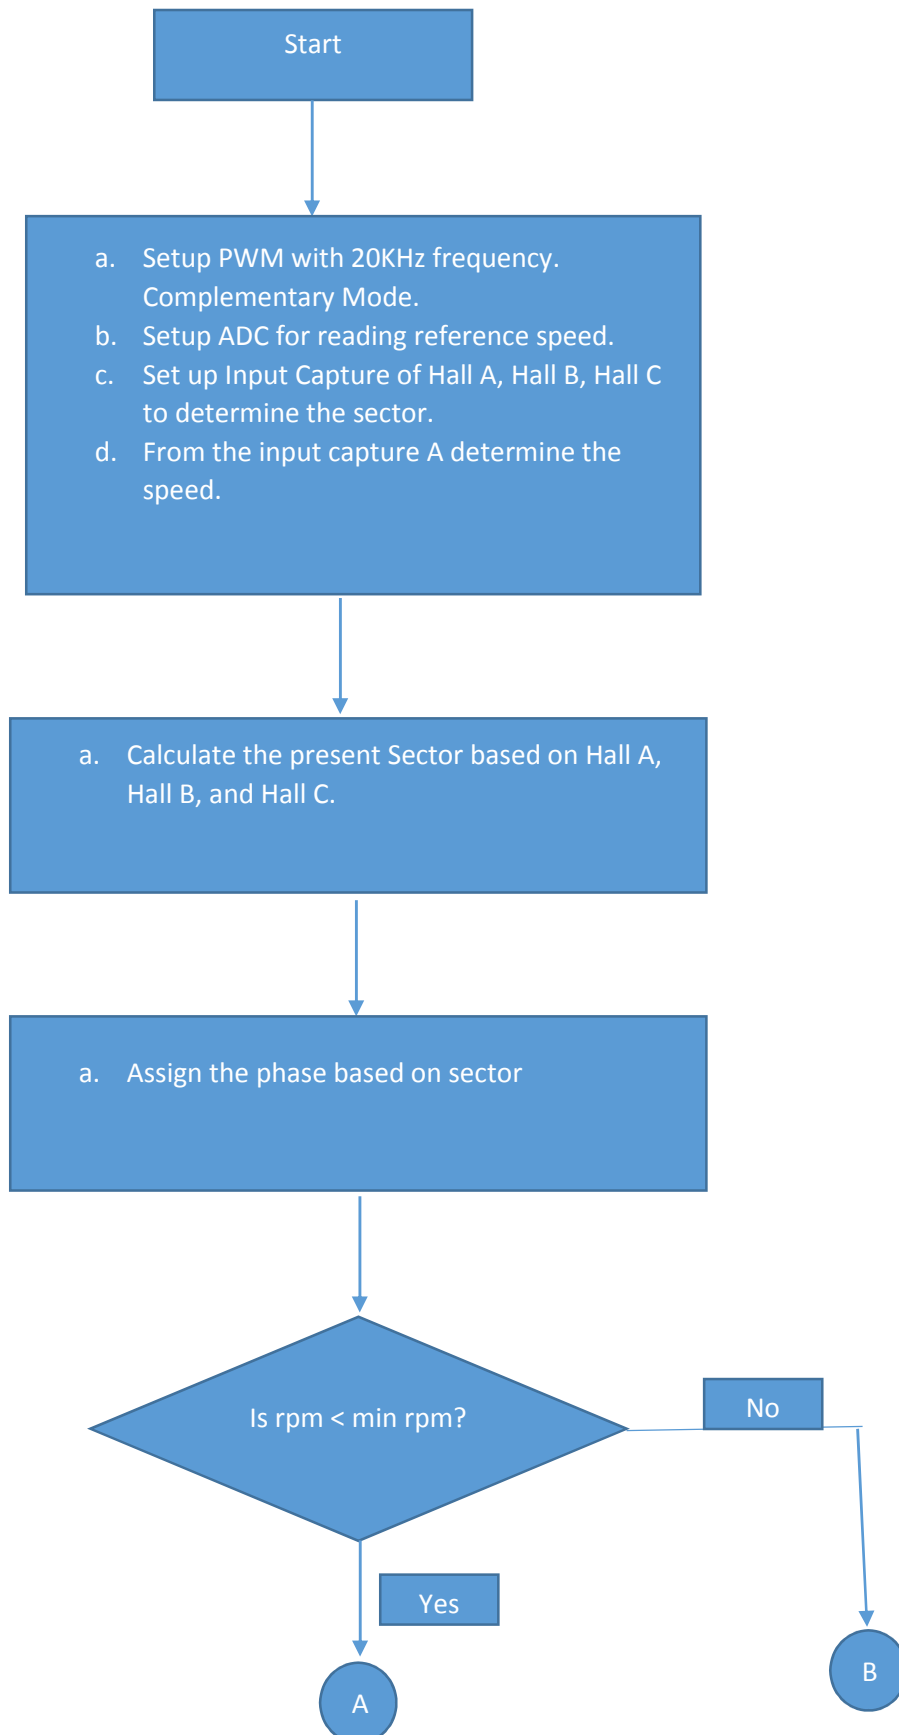 Start
a. Setup PWM with 20KHz frequency.
Complementary Mode.
b. Setup ADC for reading reference speed.
c. Set up Input Capture of Hall A, Hall B, Hall C
to determine the sector.
d. From the input capture A determine the
speed.
a. Calculate the present Sector based on Hall A,
Hall B, and Hall C.
a. Assign the phase based on sector
Is rpm < min rpm?
No
Yes
B
A